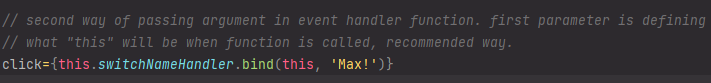 // second way of passing argument in event handler function. first parameter is defining
// what "this" will be when function is called, recommended way.
click={this.switchNameHandler.bind(this, 'Max!')}